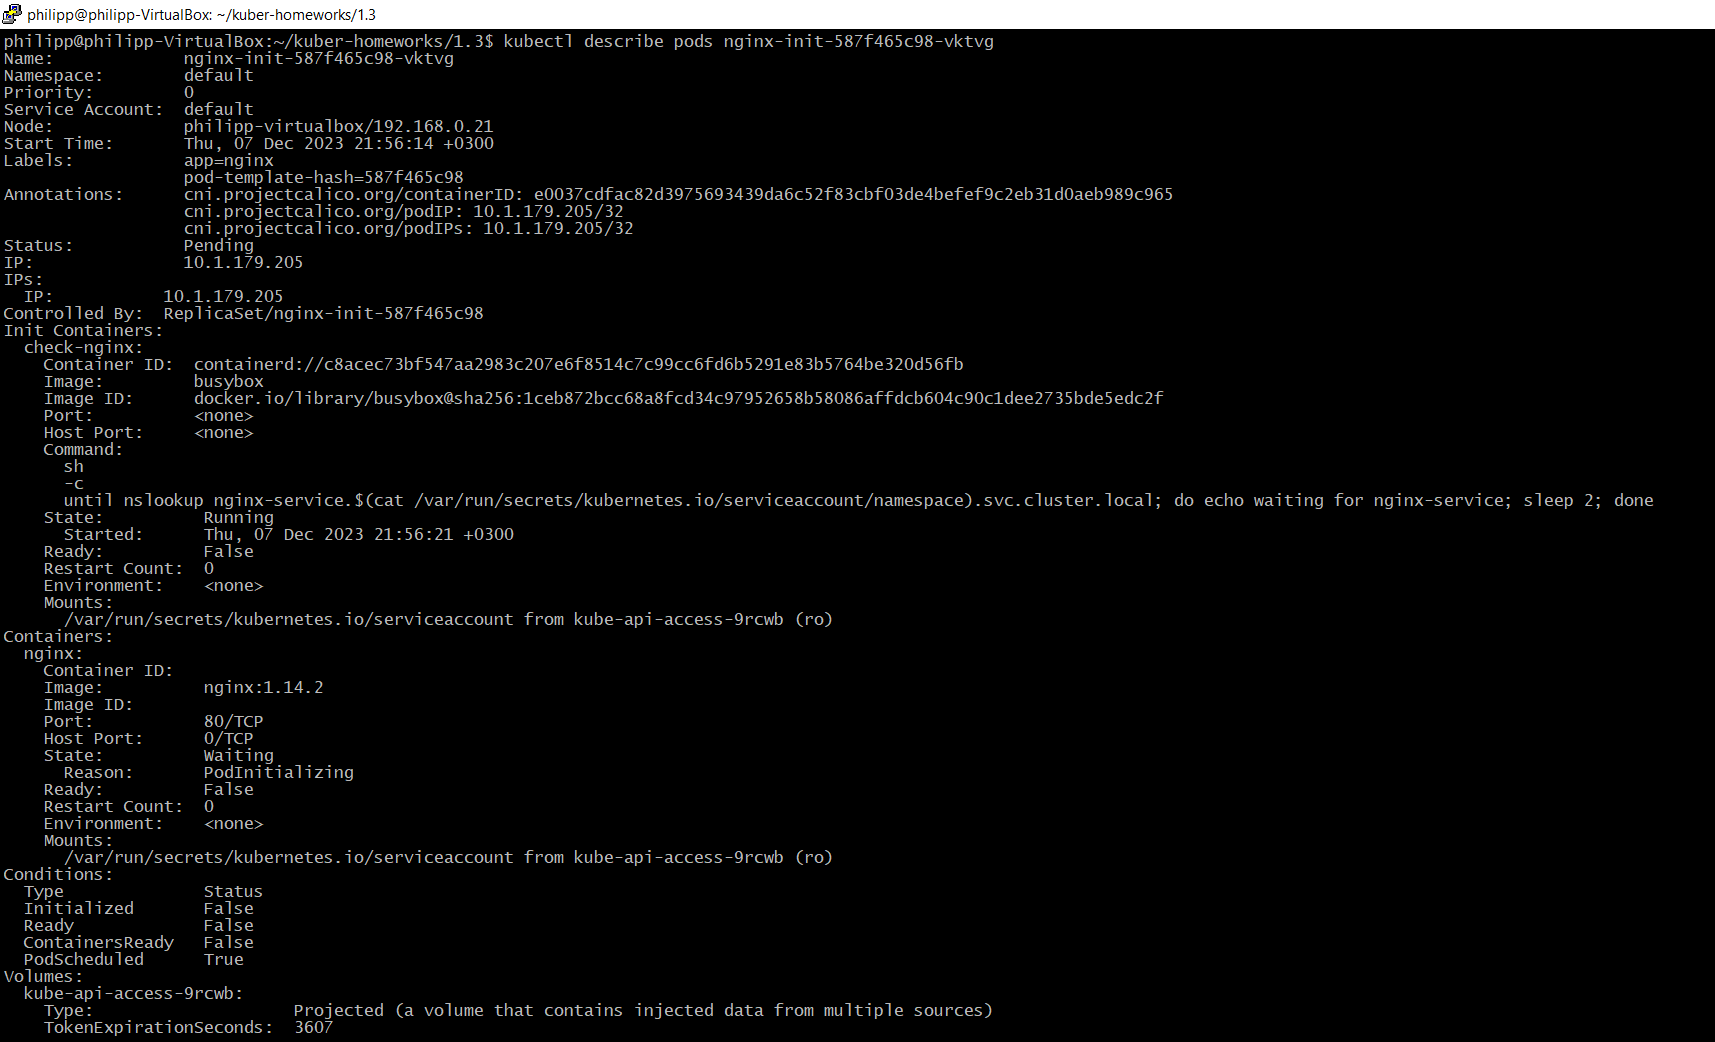 philipp@philipp-VirtualBox: ~/kuber-homeworks/1.3
philipp@philipp-VirtualBox:~/kuber-homeworks/1.3$ kubectl describe pods nginx-init-587f465c98-vktvg
Name:             nginx-init-587f465c98-vktvg
Namespace:        default
Priority:         0
Service Account:  default
Node:             philipp-virtualbox/192.168.0.21
Start Time:       Thu, 07 Dec 2023 21:56:14 +0300
Labels:           app=nginx
                  pod-template-hash=587f465c98
Annotations:      cni.projectcalico.org/containerID: e0037cdfac82d3975693439da6c52f83cbf03de4befef9c2eb31d0aeb989c965
                  cni.projectcalico.org/podIP: 10.1.179.205/32
                  cni.projectcalico.org/podIPs: 10.1.179.205/32
Status:           Pending
IP:               10.1.179.205
IPs:
  IP:           10.1.179.205
Controlled By:  ReplicaSet/nginx-init-587f465c98
Init Containers:
  check-nginx:
    Container ID:  containerd://c8acec73bf547aa2983c207e6f8514c7c99cc6fd6b5291e83b5764be320d56fb
    Image:         busybox
    Image ID:      docker.io/library/busybox@sha256:1ceb872bcc68a8fcd34c97952658b58086affdcb604c90c1dee2735bde5edc2f
    Port:          <none>
    Host Port:     <none>
    Command:
      sh
      -c
      until nslookup nginx-service.$(cat /var/run/secrets/kubernetes.io/serviceaccount/namespace).svc.cluster.local; do echo waiting for nginx-service; sleep 2; done
    State:          Running
      Started:      Thu, 07 Dec 2023 21:56:21 +0300
    Ready:          False
    Restart Count:  0
    Environment:    <none>
    Mounts:
      /var/run/secrets/kubernetes.io/serviceaccount from kube-api-access-9rcwb (ro)
Containers:
  nginx:
    Container ID:
    Image:          nginx:1.14.2
    Image ID:
    Port:           80/TCP
    Host Port:      0/TCP
    State:          Waiting
      Reason:       PodInitializing
    Ready:          False
    Restart Count:  0
    Environment:    <none>
    Mounts:
      /var/run/secrets/kubernetes.io/serviceaccount from kube-api-access-9rcwb (ro)
Conditions:
  Type              Status
  Initialized       False
  Ready             False
  ContainersReady   False
  PodScheduled      True
Volumes:
  kube-api-access-9rcwb:
    Type:                    Projected (a volume that contains injected data from multiple sources)
    TokenExpirationSeconds:  3607